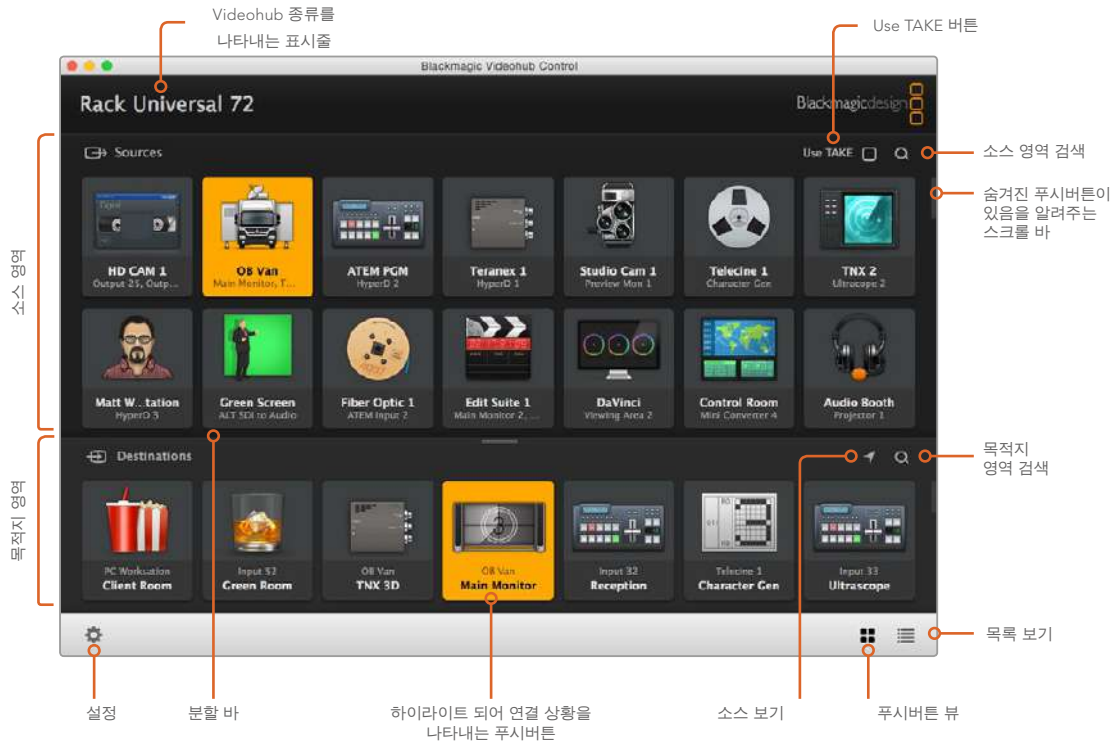 Videohub 종류를
나타내는 표시줄
Use TAKE 버튼
Blackmagic Videohub Control
Rack Universal 72
Blackmagicdesign
Sources
Use TAKE
소스 영역 검색
숨겨진 푸시버튼이
있음을 알려주는
스크롤 바
소스 영역
HD CAM 1
Output 25, Outp...
OB Van
Main Monitor, T...
ATEM PGM
HyperD 2
Teranex 1
HyperD 1
Studio Cam 1
Preview Mon 1
Telecine 1
Character Gen
TNX 2
Ultrascope 2
Matt W...tation
HyperD 3
Green Screen
ALT SDI to Audio
Fiber Optic 1
ATEM Input 2
Edit Suite 1
Main Monitor 2, ...
DaVinci
Viewing Area 2
Control Room
Mini Converter 4
Audio Booth
Projector 1
Destinations
목적지
영역 검색
목적지 영역
PC Workstation
Client Room
Input 52
Green Room
OB Van
TNX 3D
3
OB Van
Main Monitor
Input 32
Reception
Telecine 1
Character Gen
Input 33
Ultrascope
목록 보기
설정
분할 바
하이라이트 되어 연결 상황을
나타내는 푸시버튼
소스 보기
푸시버튼 뷰